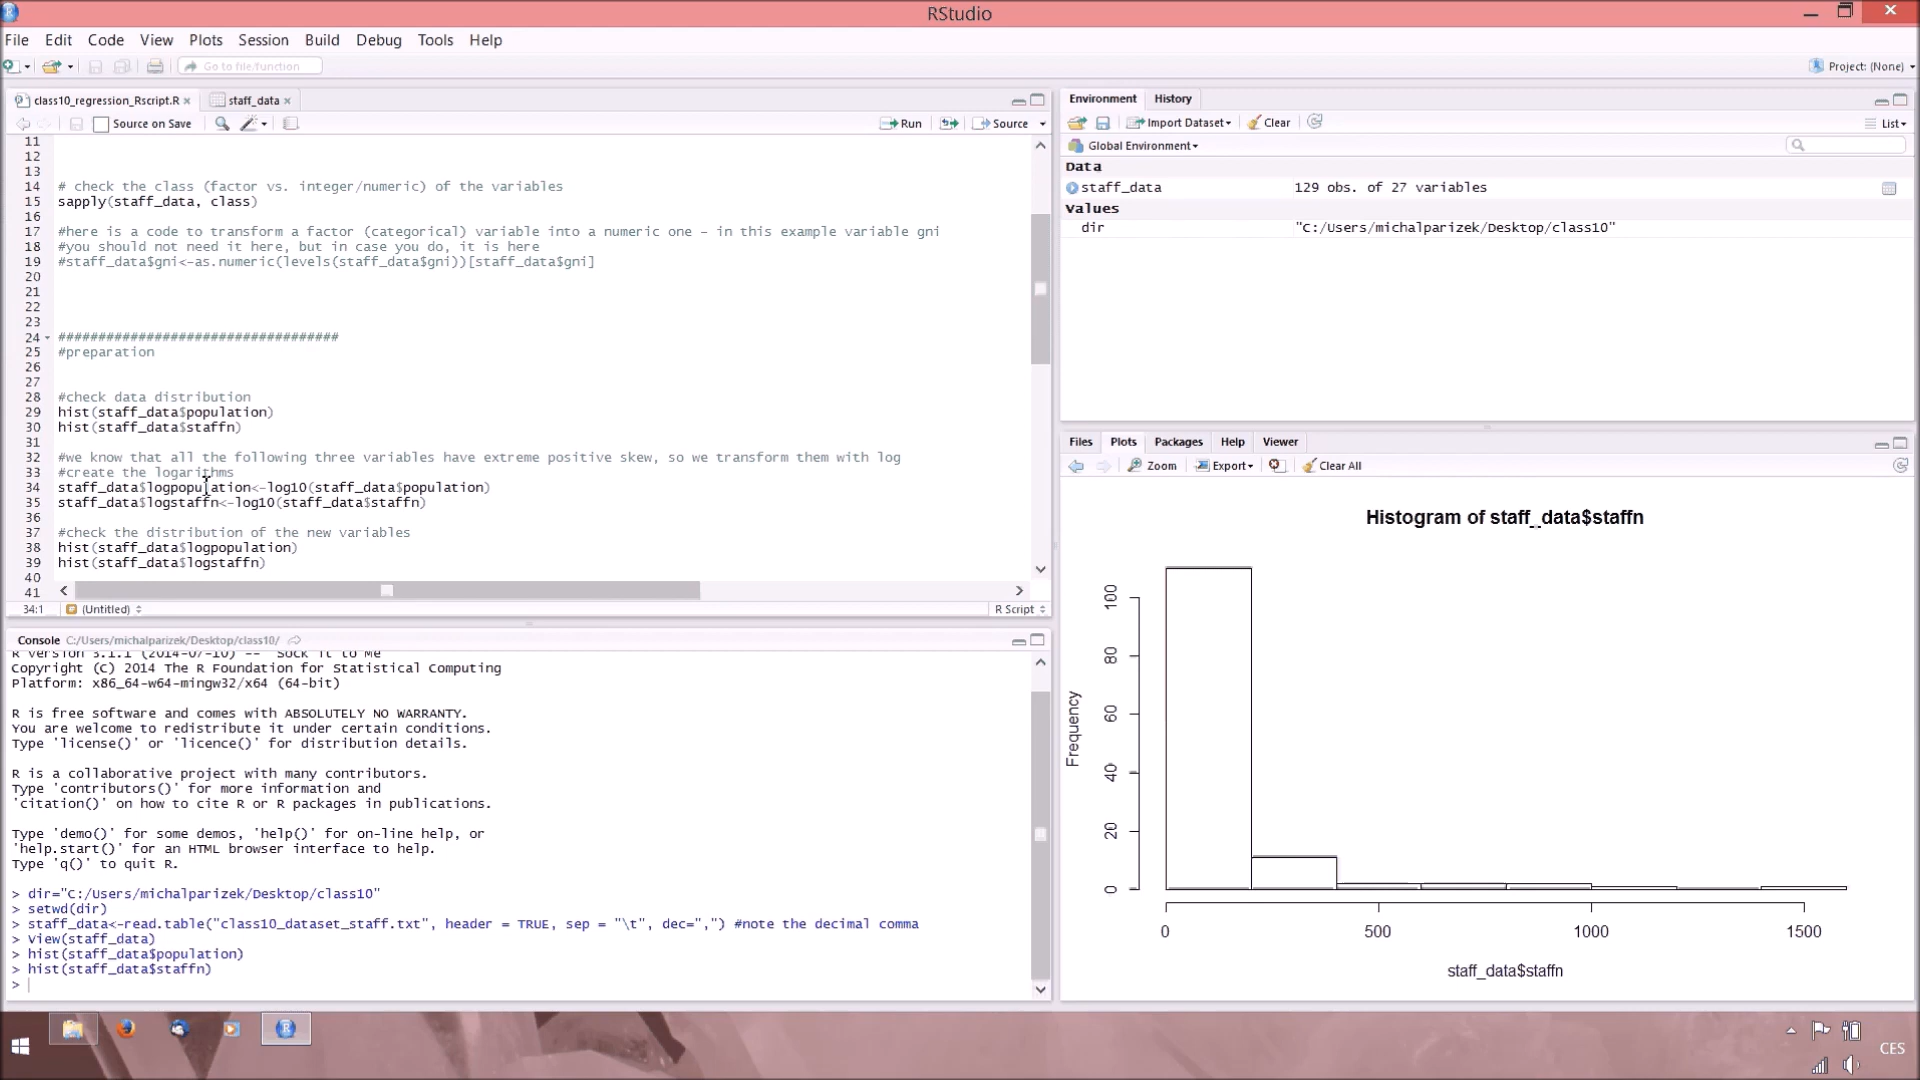 RStudio
File Edit Code View Plots Session Build Debug Tools Help
Go to file/function
Project: (None)
class10_regression_Rscript.R
staff_data
Source on Save
Run
Source
11
12
13
14 # check the class (factor vs. integer/numeric) of the variables
15 sapply(staff_data, class)
16
17 #here is a code to transform a factor (categorical) variable into a numeric one - in this example variable gni
18 #you should not need it here, but in case you do, it is here
19 #staff_data$gni<-as.numeric(levels(staff_data$gni))[staff_data$gni]
20
21
22
23
24 ###################################
25 #preparation
26
27
28 #check data distribution
29 hist(staff_data$population)
30 hist(staff_data$staffn)
31
32 #we know that all the following three variables have extreme positive skew, so we transform them with log
33 #create the logarithms
34 staff_data$logpopulation<-log10(staff_data$population)
35 staff_data$logstaffn<-log10(staff_data$staffn)
36
37 #check the distribution of the new variables
38 hist(staff_data$logpopulation)
39 hist(staff_data$logstaffn)
40
41
34:1 (Untitled) R Script
Console C:/Users/michalparizek/Desktop/class10/
R version 3.1.1 (2014-07-10) -- "Sock it to Me"
Copyright (C) 2014 The R Foundation for Statistical Computing
Platform: x86_64-w64-mingw32/x64 (64-bit)
R is free software and comes with ABSOLUTELY NO WARRANTY.
You are welcome to redistribute it under certain conditions.
Type 'license()' or 'licence()' for distribution details.
R is a collaborative project with many contributors.
Type 'contributors()' for more information and
'citation()' on how to cite R or R packages in publications.
Type 'demo()' for some demos, 'help()' for on-line help, or
'help.start()' for an HTML browser interface to help.
Type 'q()' to quit R.
> dir="C:/Users/michalparizek/Desktop/class10"
> setwd(dir)
> staff_data<-read.table("class10_dataset_staff.txt", header = TRUE, sep = "\t", dec=",") #note the decimal comma
> View(staff_data)
> hist(staff_data$population)
> hist(staff_data$staffn)
>
Environment History
Import Dataset Clear List
Global Environment
Data
staff_data 129 obs. of 27 variables
Values
dir "C:/Users/michalparizek/Desktop/class10"
Files Plots Packages Help Viewer
Zoom Export Clear All
Histogram of staff_data$staffn
Frequency
100
80
60
40
20
0
0 500 1000 1500
staff_data$staffn
CES